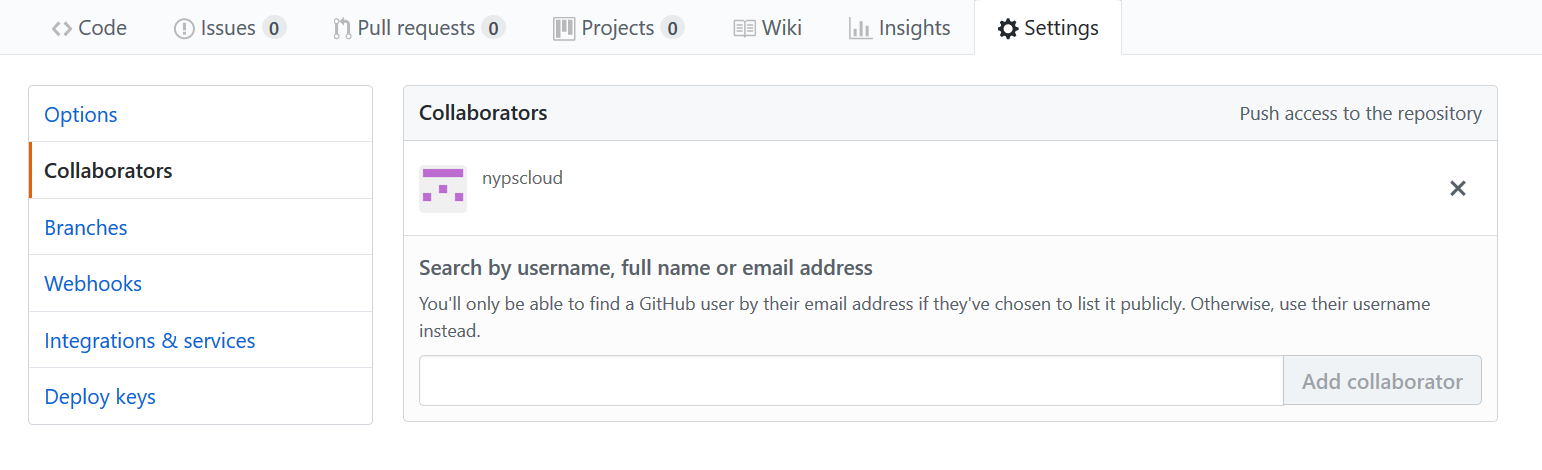 Code Issues 0 Pull requests 0 Projects 0 Wiki Insights Settings
Options
Collaborators
Branches
Webhooks
Integrations & services
Deploy keys
Collaborators Push access to the repository
nypscloud
Search by username, full name or email address
You'll only be able to find a GitHub user by their email address if they've chosen to list it publicly. Otherwise, use their username
instead.
Add collaborator